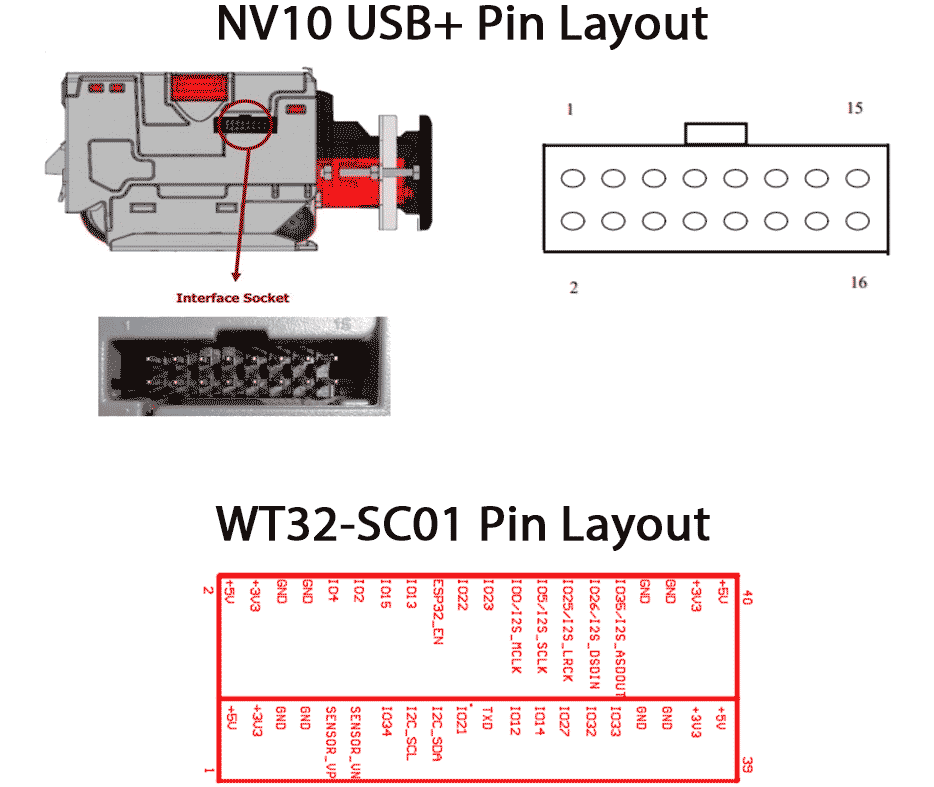 NV10 USB+ Pin Layout
1
15
2
16
Interface Socket
1
15
WT32-SC01 Pin Layout
2
+5V
+3V3
GND
GND
IO4
IO2
IO15
IO13
ESP32_EN
IO22
IO23
IO0/I2S_MCLK
IO5/I2S_SCLK
IO25/I2S_LRCK
IO26/I2S_DSDIN
IO35/I2S_ASDOUT
GND
GND
+3V3
+5V
40
1
+5V
+3V3
GND
GND
SENSOR_VP
SENSOR_VN
IO34
I2C_SCL
I2C_SDA
IO21
TXD
IO12
IO14
IO27
IO32
IO33
GND
GND
+3V3
+5V
39